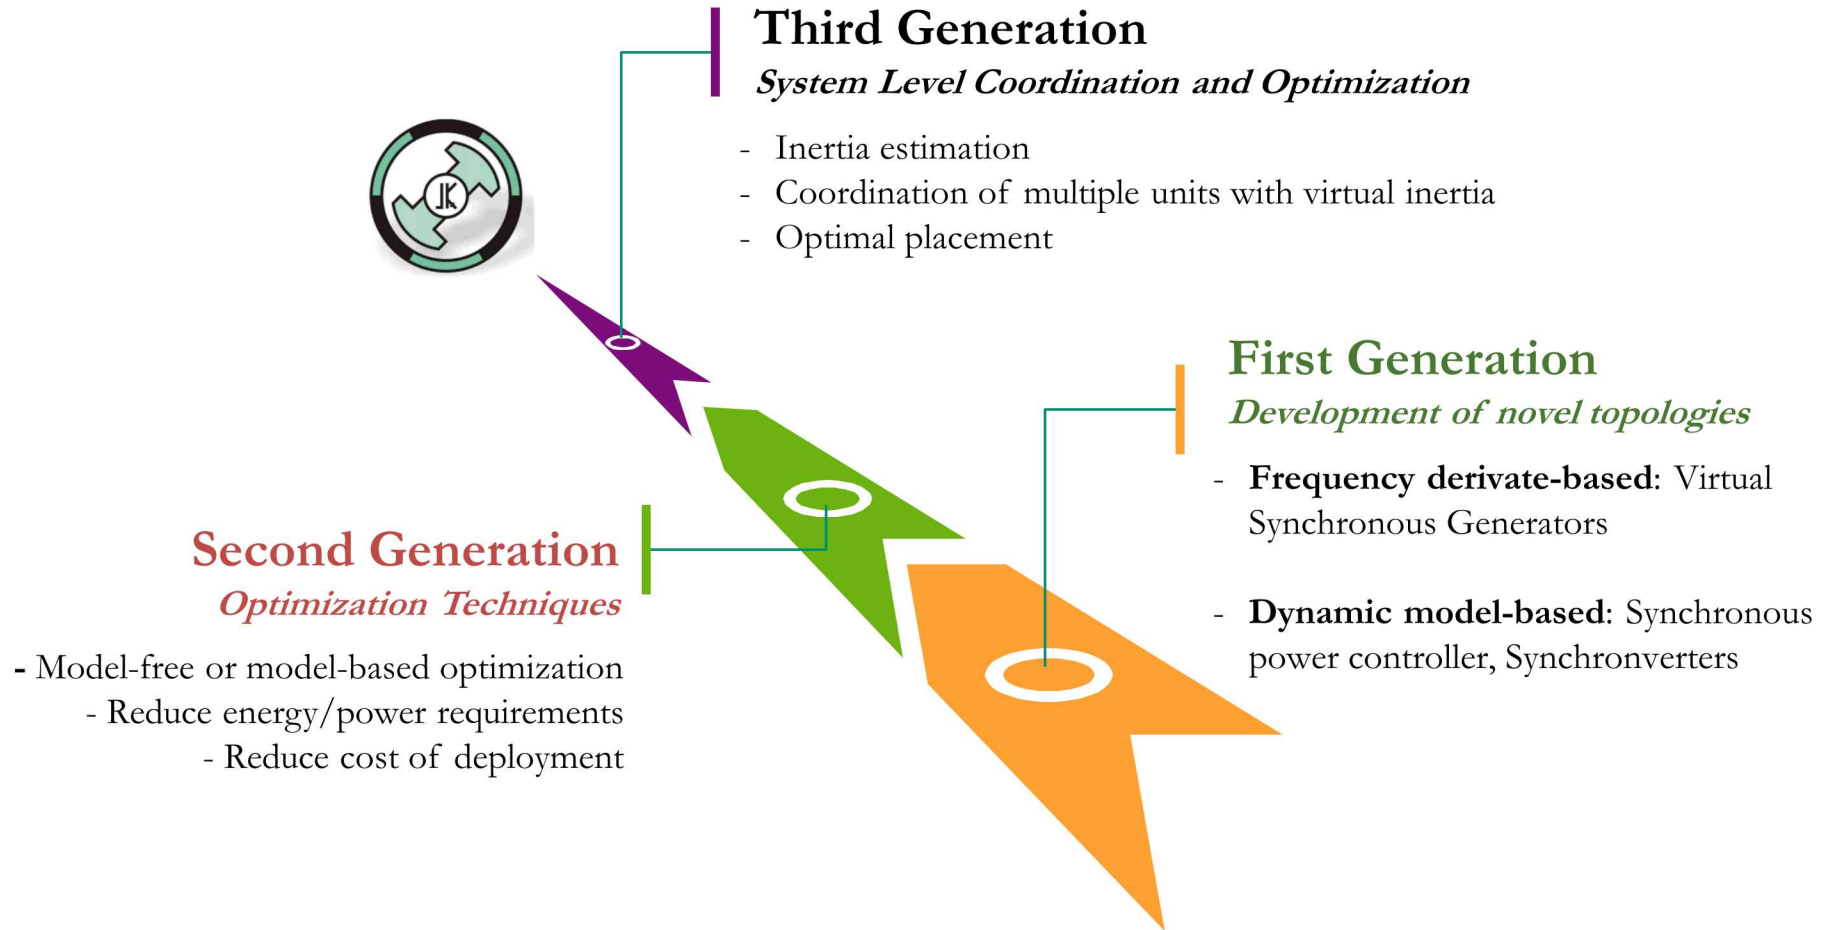 Third Generation
System Level Coordination and Optimization
- Inertia estimation
- Coordination of multiple units with virtual inertia
- Optimal placement
First Generation
Development of novel topologies
- Frequency derivate-based: Virtual
Synchronous Generators
- Dynamic model-based: Synchronous
power controller, Synchronverters
Second Generation
Optimization Techniques
- Model-free or model-based optimization
- Reduce energy/power requirements
- Reduce cost of deployment